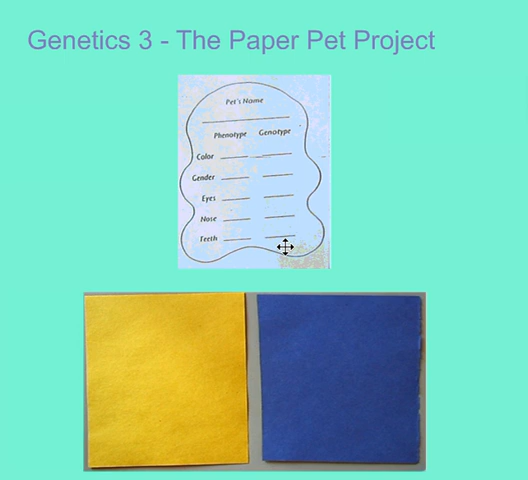 Genetics 3 - The Paper Pet Project
Pet's Name
Phenotype Genotype
Color
Gender
Eyes
Nose
Teeth